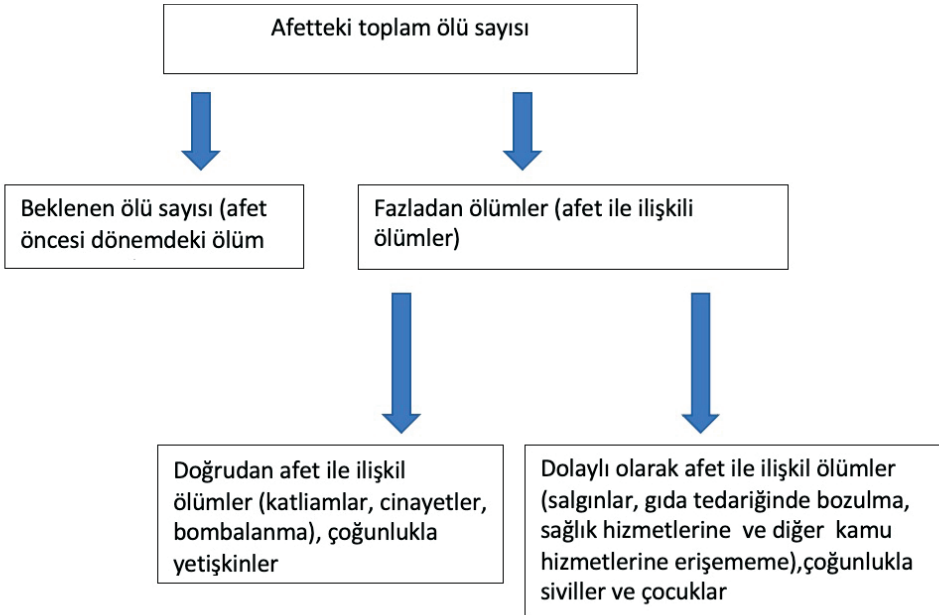 Afetteki toplam ölü sayısı
Beklenen ölü sayısı (afet
öncesi dönemdeki ölüm
Fazladan ölümler (afet ile ilişkili
ölümler)
Doğrudan afet ile ilişkil
ölümler (katliamlar, cinayetler,
bombalanma), çoğunlukla
yetişkinler
Dolaylı olarak afet ile ilişkil ölümler
(salgınlar, gıda tedariğinde bozulma,
sağlık hizmetlerine ve diğer kamu
hizmetlerine erişememe),çoğunlukla
siviller ve çocuklar